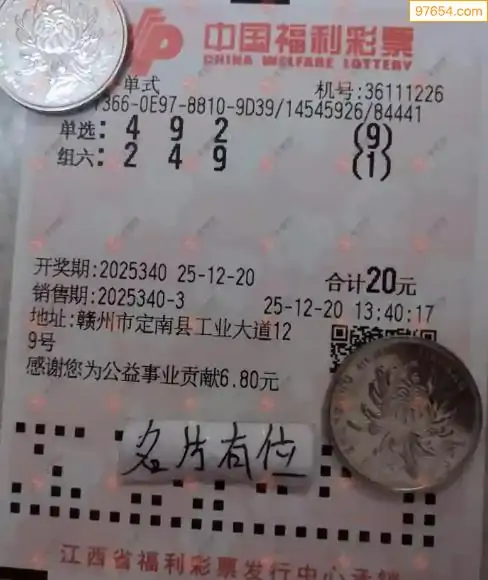 97654.com
中国福利彩票
CHINA WELFARE LOTTERY
单式 机号:36111226
1366-0E97-8810-9D39/14545926/84441
单选: 4 9 2 (9)
组六: 2 4 9 (1)
开奖期:2025340 25-12-20 合计20元
销售期:2025340-3 25-12-20 13:40:17
地址:赣州市定南县工业大道12
9号
感谢您为公益事业贡献6.80元
名片有位
江西省福利彩票发行中心承销